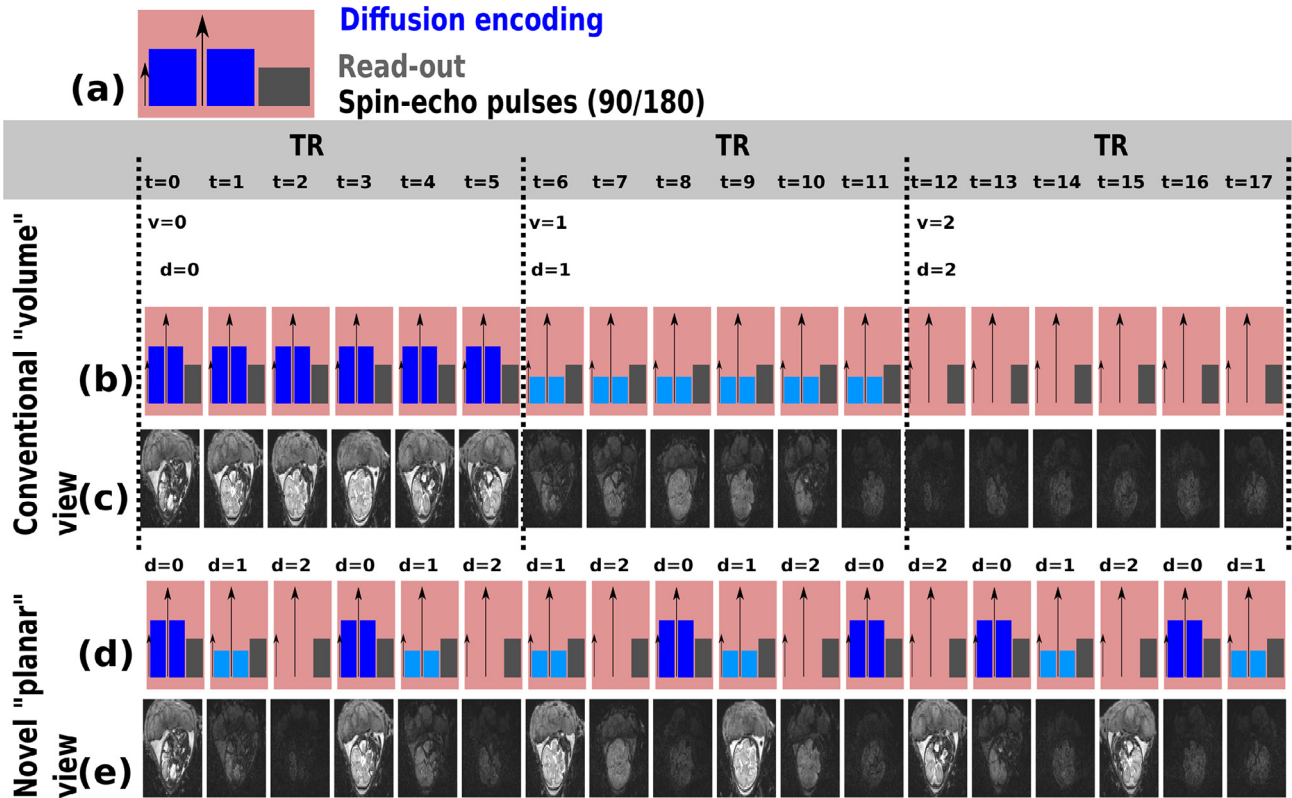 Diffusion encoding
(a)
Read-out
Spin-echo pulses (90/180)
TR TR TR
t=0 t=1 t=2 t=3 t=4 t=5 t=6 t=7 t=8 t=9 t=10 t=11 t=12 t=13 t=14 t=15 t=16 t=17
Conventional "volume"
view
v=0 v=1 v=2
d=0 d=1 d=2
(b)
(c)
Novel "planar"
view
d=0 d=1 d=2 d=0 d=1 d=2 d=1 d=2 d=0 d=1 d=2 d=0 d=2 d=0 d=1 d=2 d=0 d=1
(d)
(e)